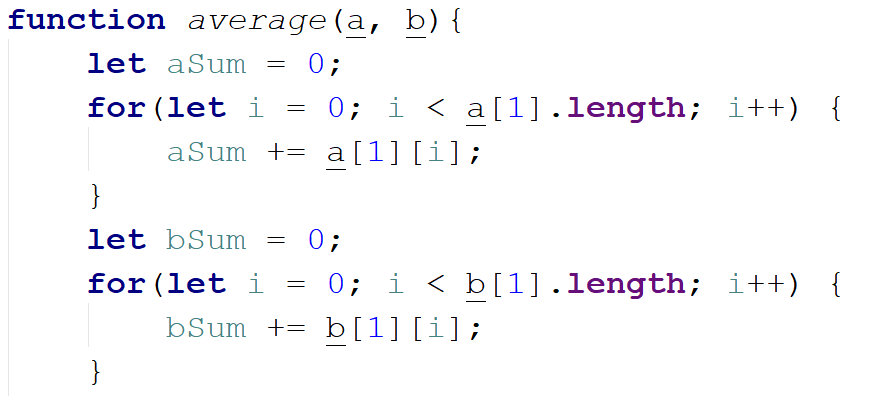 function average(a, b){
    let aSum = 0;
    for(let i = 0; i < a[1].length; i++) {
        aSum += a[1][i];
    }
    let bSum = 0;
    for(let i = 0; i < b[1].length; i++) {
        bSum += b[1][i];
    }